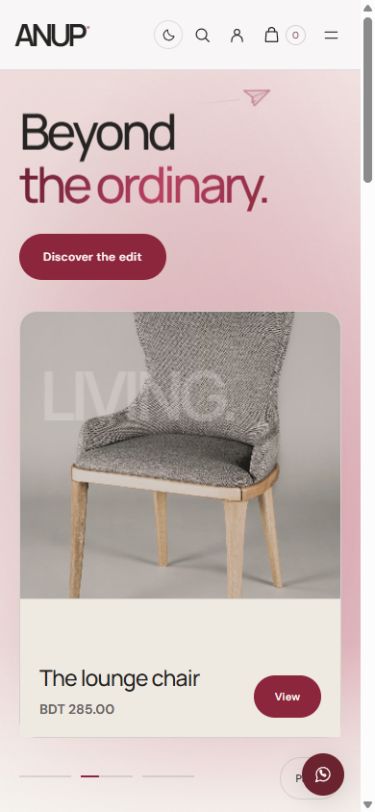 ANUP
0
Beyond
the ordinary.
Discover the edit
LIVING.
The lounge chair
BDT 285.00
View